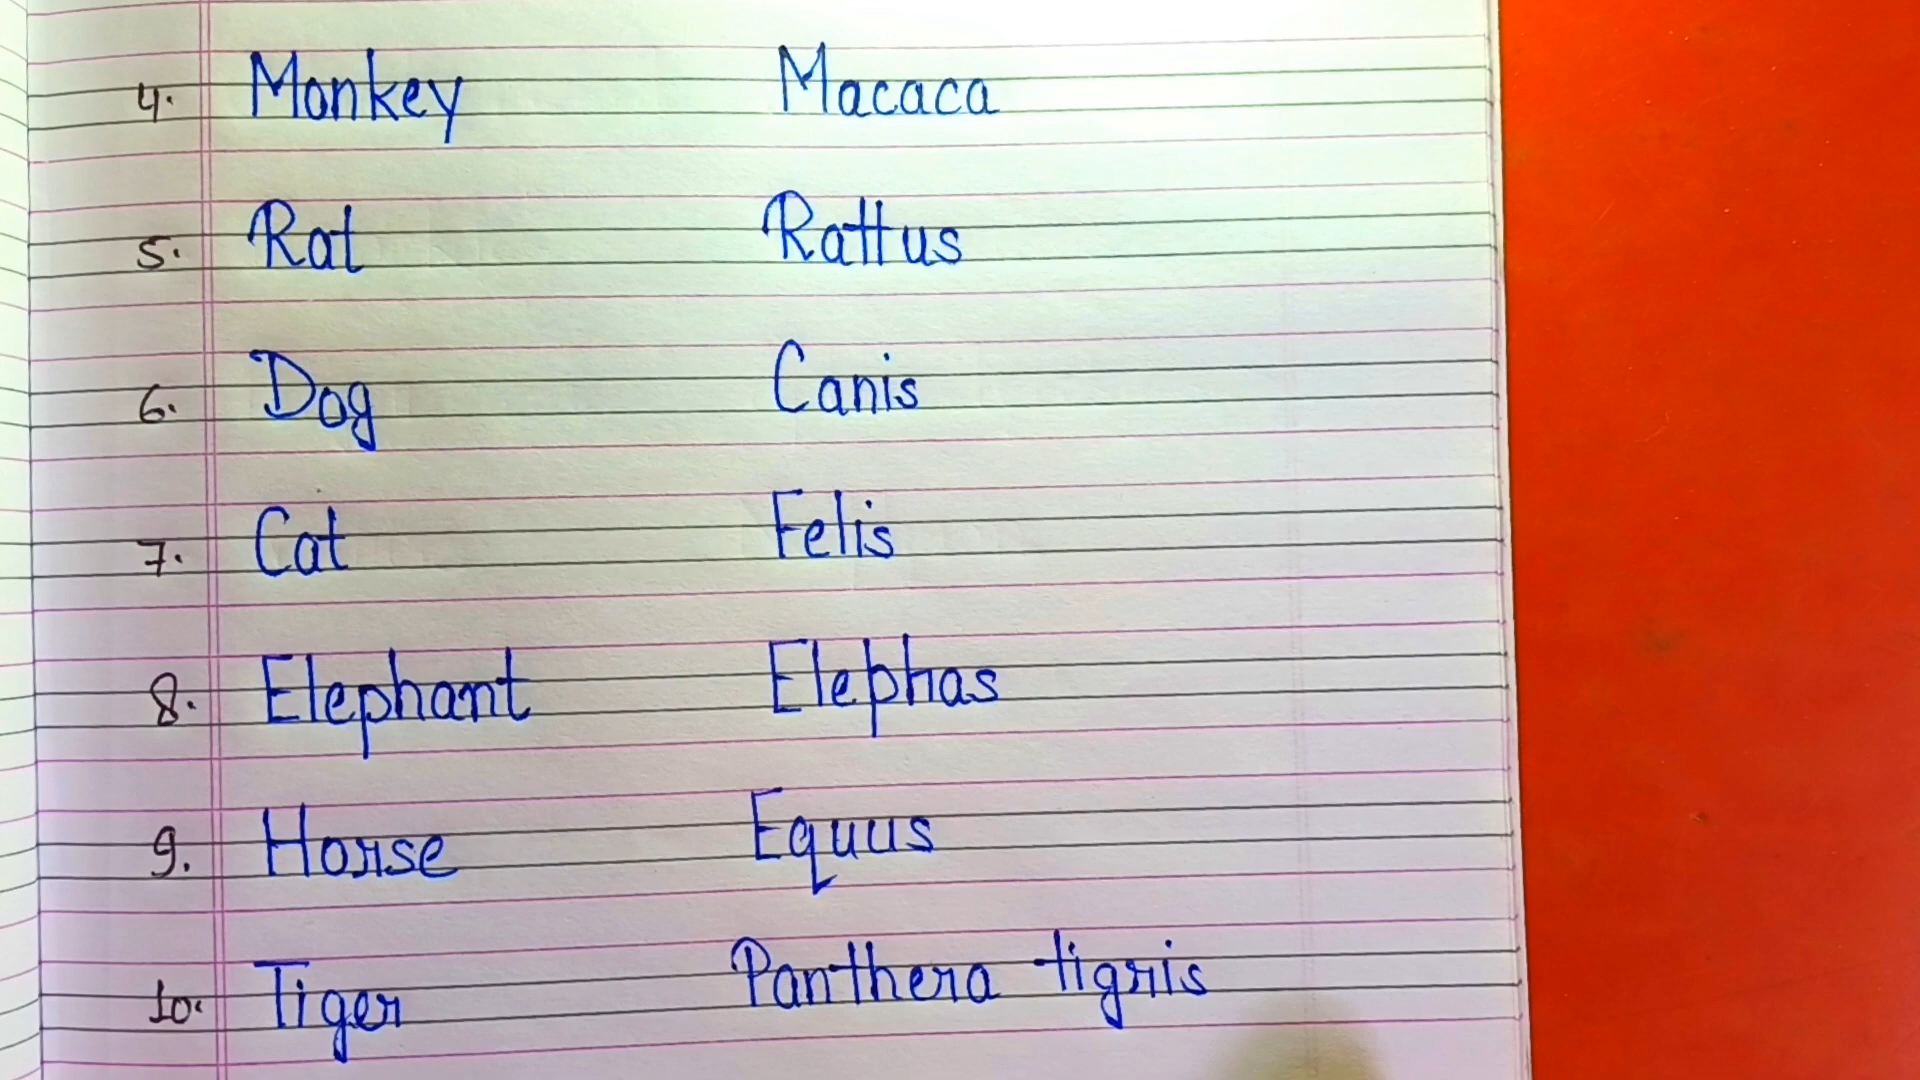 4. Monkey Macaca
5. Rat Rattus
6. Dog Canis
7. Cat Felis
8. Elephant Elephas
9. Horse Equus
10. Tiger Panthera tigris